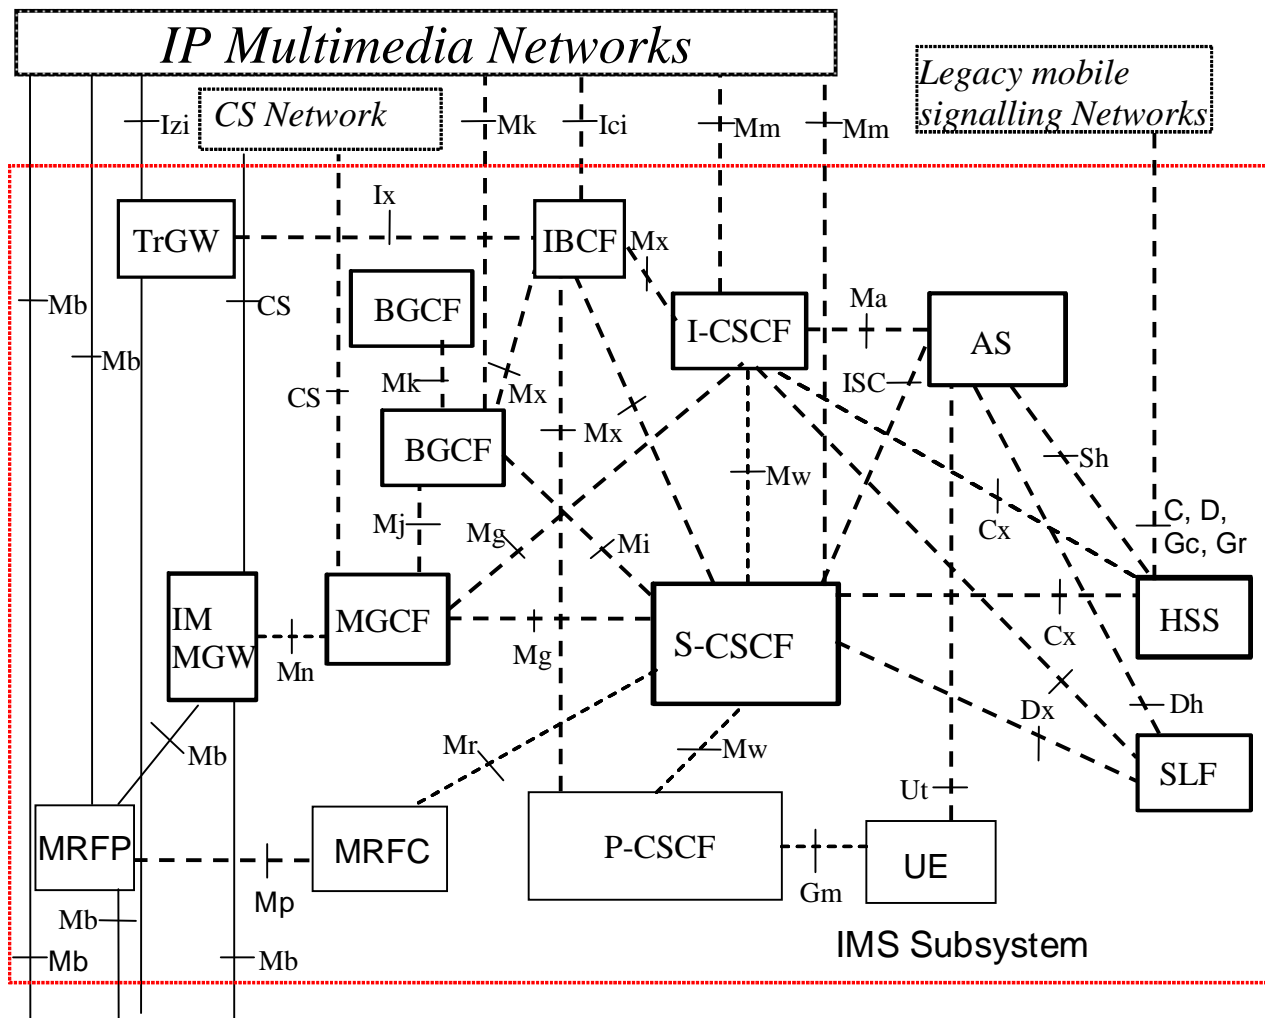 IP Multimedia Networks
Legacy mobile
signalling Networks
CS Network
Izi
Mk
Ici
Mm
Mm
Ix
TrGW
IBCF
Mx
Mb
CS
BGCF
I-CSCF
Ma
AS
Mb
Mk
Mx
ISC
CS
BGCF
Mx
Mw
Sh
Mj
Mg
Mi
Cx
C, D,
Gc, Gr
IM
MGW
MGCF
S-CSCF
HSS
Mn
Mg
Cx
Mb
Mr
Mw
Dx
Dh
SLF
Ut
MRFP
MRFC
P-CSCF
UE
Mp
Gm
Mb
IMS Subsystem
Mb
Mb